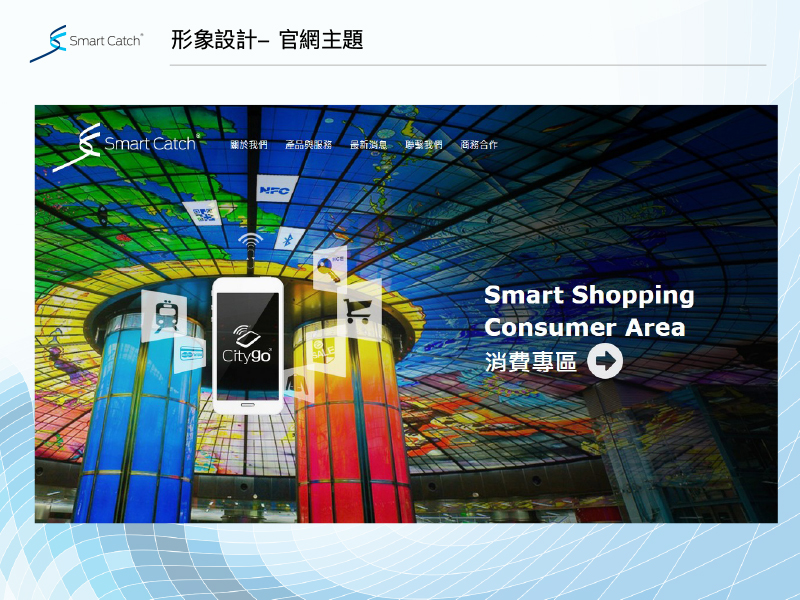 Smart Catch®
形象設計– 官網主題
Smart Catch®
關於我們 產品與服務 最新消息 聯繫我們 商務合作
NFC
Citygo®
SALE
Smart Shopping
Consumer Area
消費專區